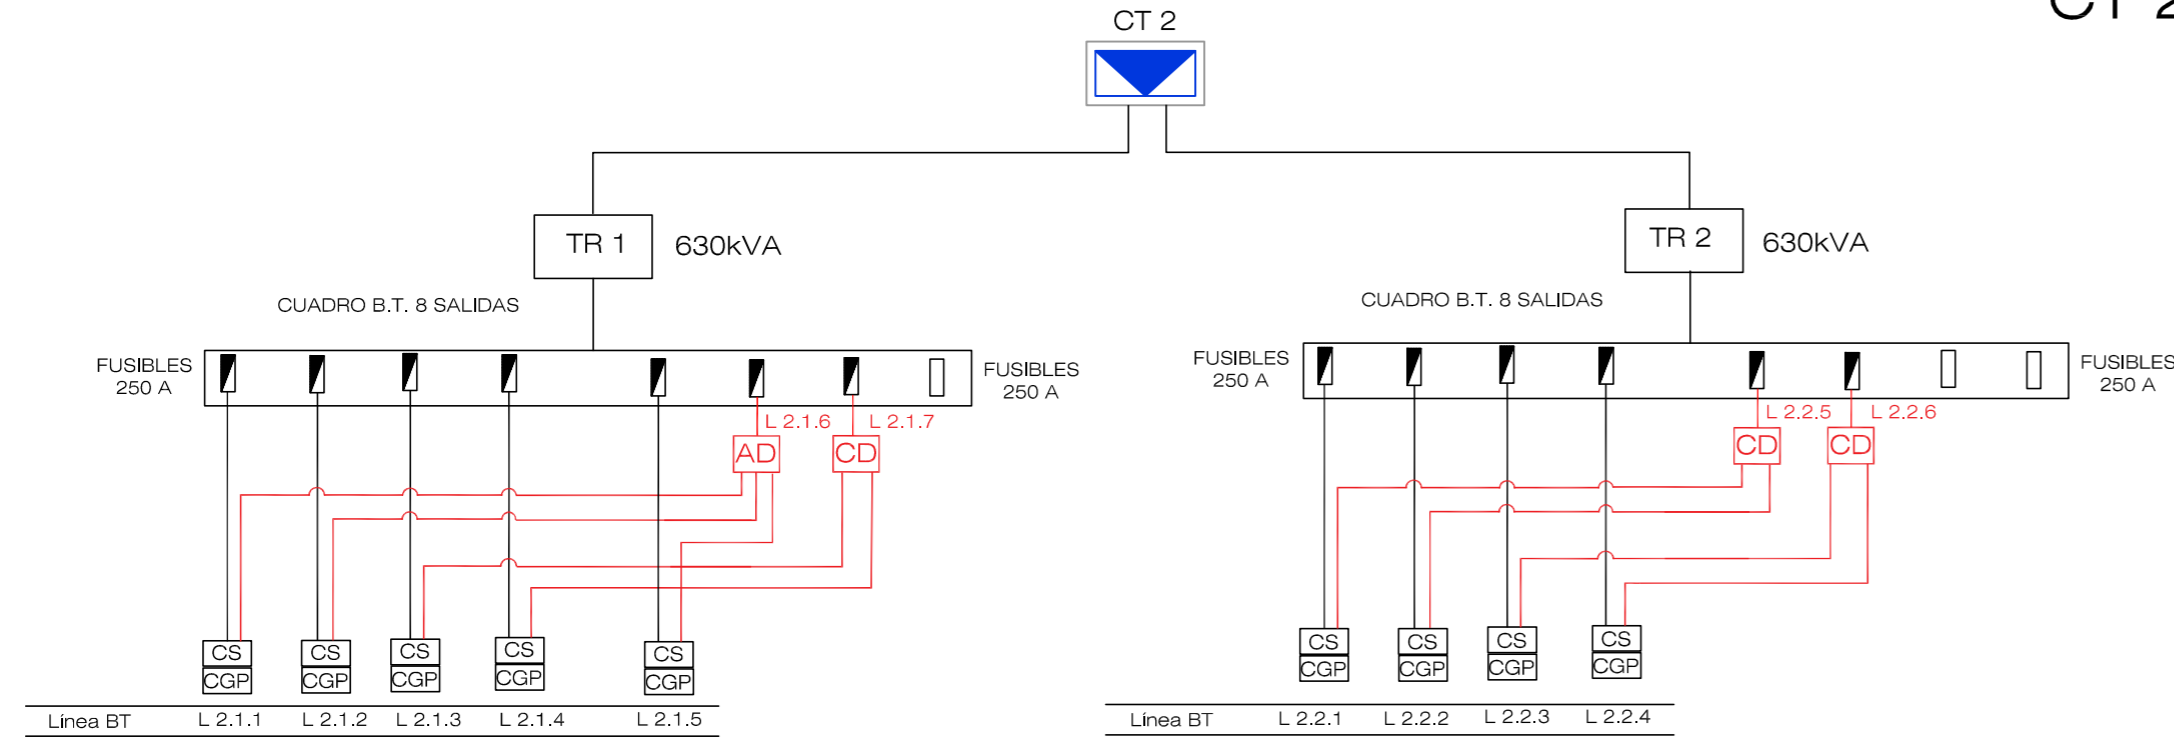 CT 2
CT 2
TR 1
630kVA
TR 2
630kVA
CUADRO B.T. 8 SALIDAS
CUADRO B.T. 8 SALIDAS
FUSIBLES
250 A
FUSIBLES
250 A
FUSIBLES
250 A
FUSIBLES
250 A
L 2.1.6
L 2.1.7
L 2.2.5
L 2.2.6
AD
CD
CD
CD
CS
CS
CS
CS
CS
CS
CS
CS
CS
CGP
CGP
CGP
CGP
CGP
CGP
CGP
CGP
CGP
Línea BT
L 2.1.1
L 2.1.2
L 2.1.3
L 2.1.4
L 2.1.5
Línea BT
L 2.2.1
L 2.2.2
L 2.2.3
L 2.2.4